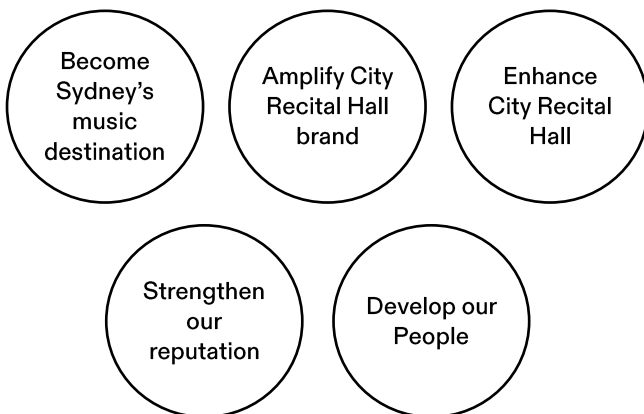 Become
Sydney’s
music
destination
Amplify City
Recital Hall
brand
Enhance
City Recital
Hall
Strengthen
our
reputation
Develop our
People